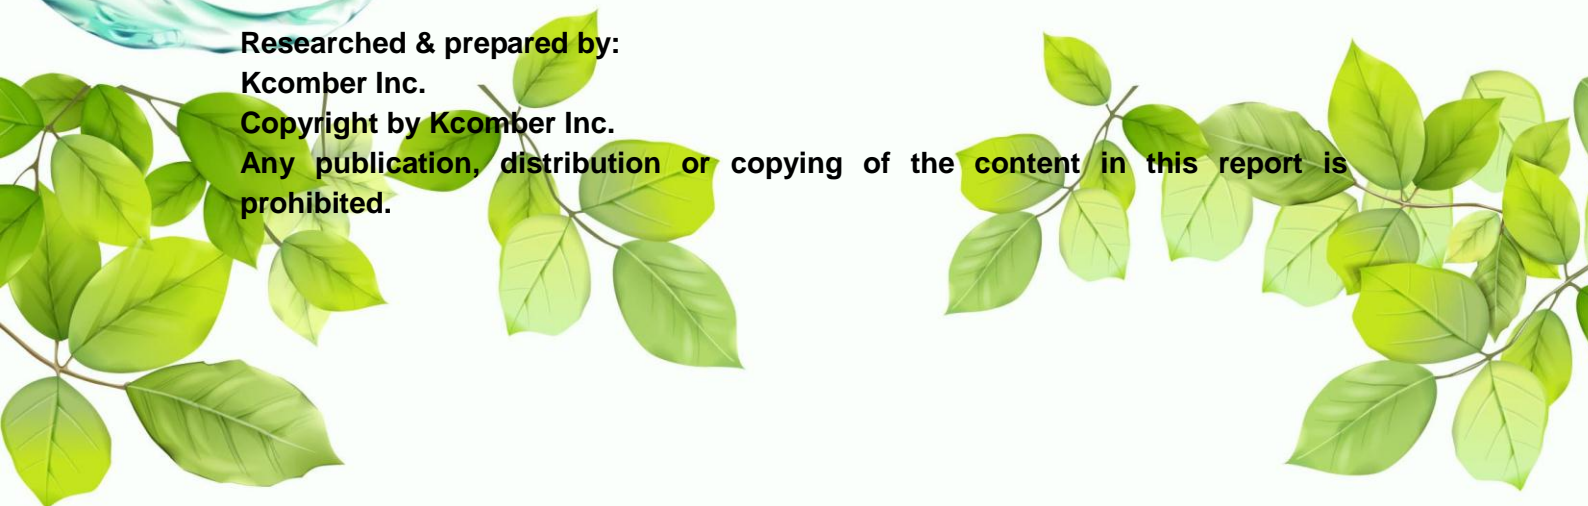 Researched & prepared by:
Kcomber Inc.
Copyright by Kcomber Inc.
Any publication, distribution or copying of the content in this report is
prohibited.